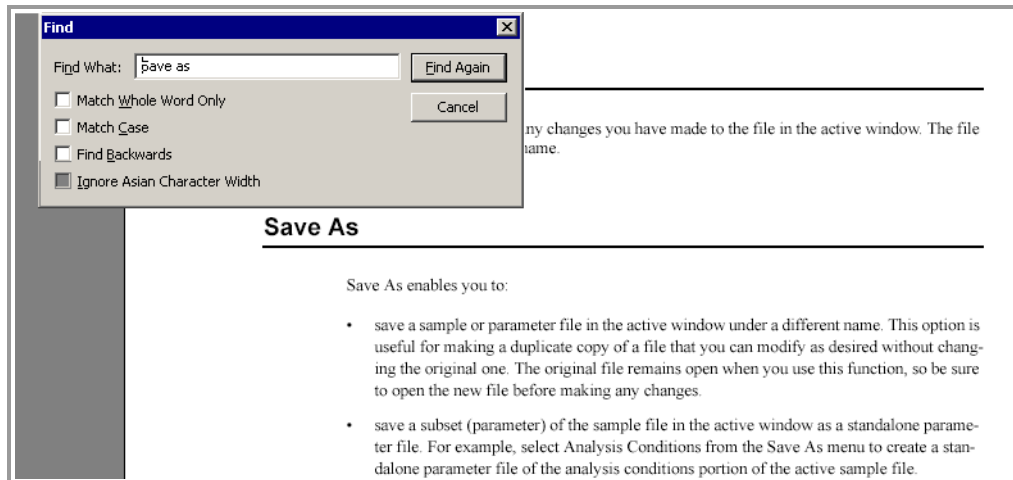 Find
Find What: Save as
Find Again
Match Whole Word Only
Cancel
Match Case
Find Backwards
Ignore Asian Character Width
ny changes you have made to the file in the active window. The file
name.
Save As
Save As enables you to:
• save a sample or parameter file in the active window under a different name. This option is
useful for making a duplicate copy of a file that you can modify as desired without chang-
ing the original one. The original file remains open when you use this function, so be sure
to open the new file before making any changes.
• save a subset (parameter) of the sample file in the active window as a standalone parame-
ter file. For example, select Analysis Conditions from the Save As menu to create a stan-
dalone parameter file of the analysis conditions portion of the active sample file.